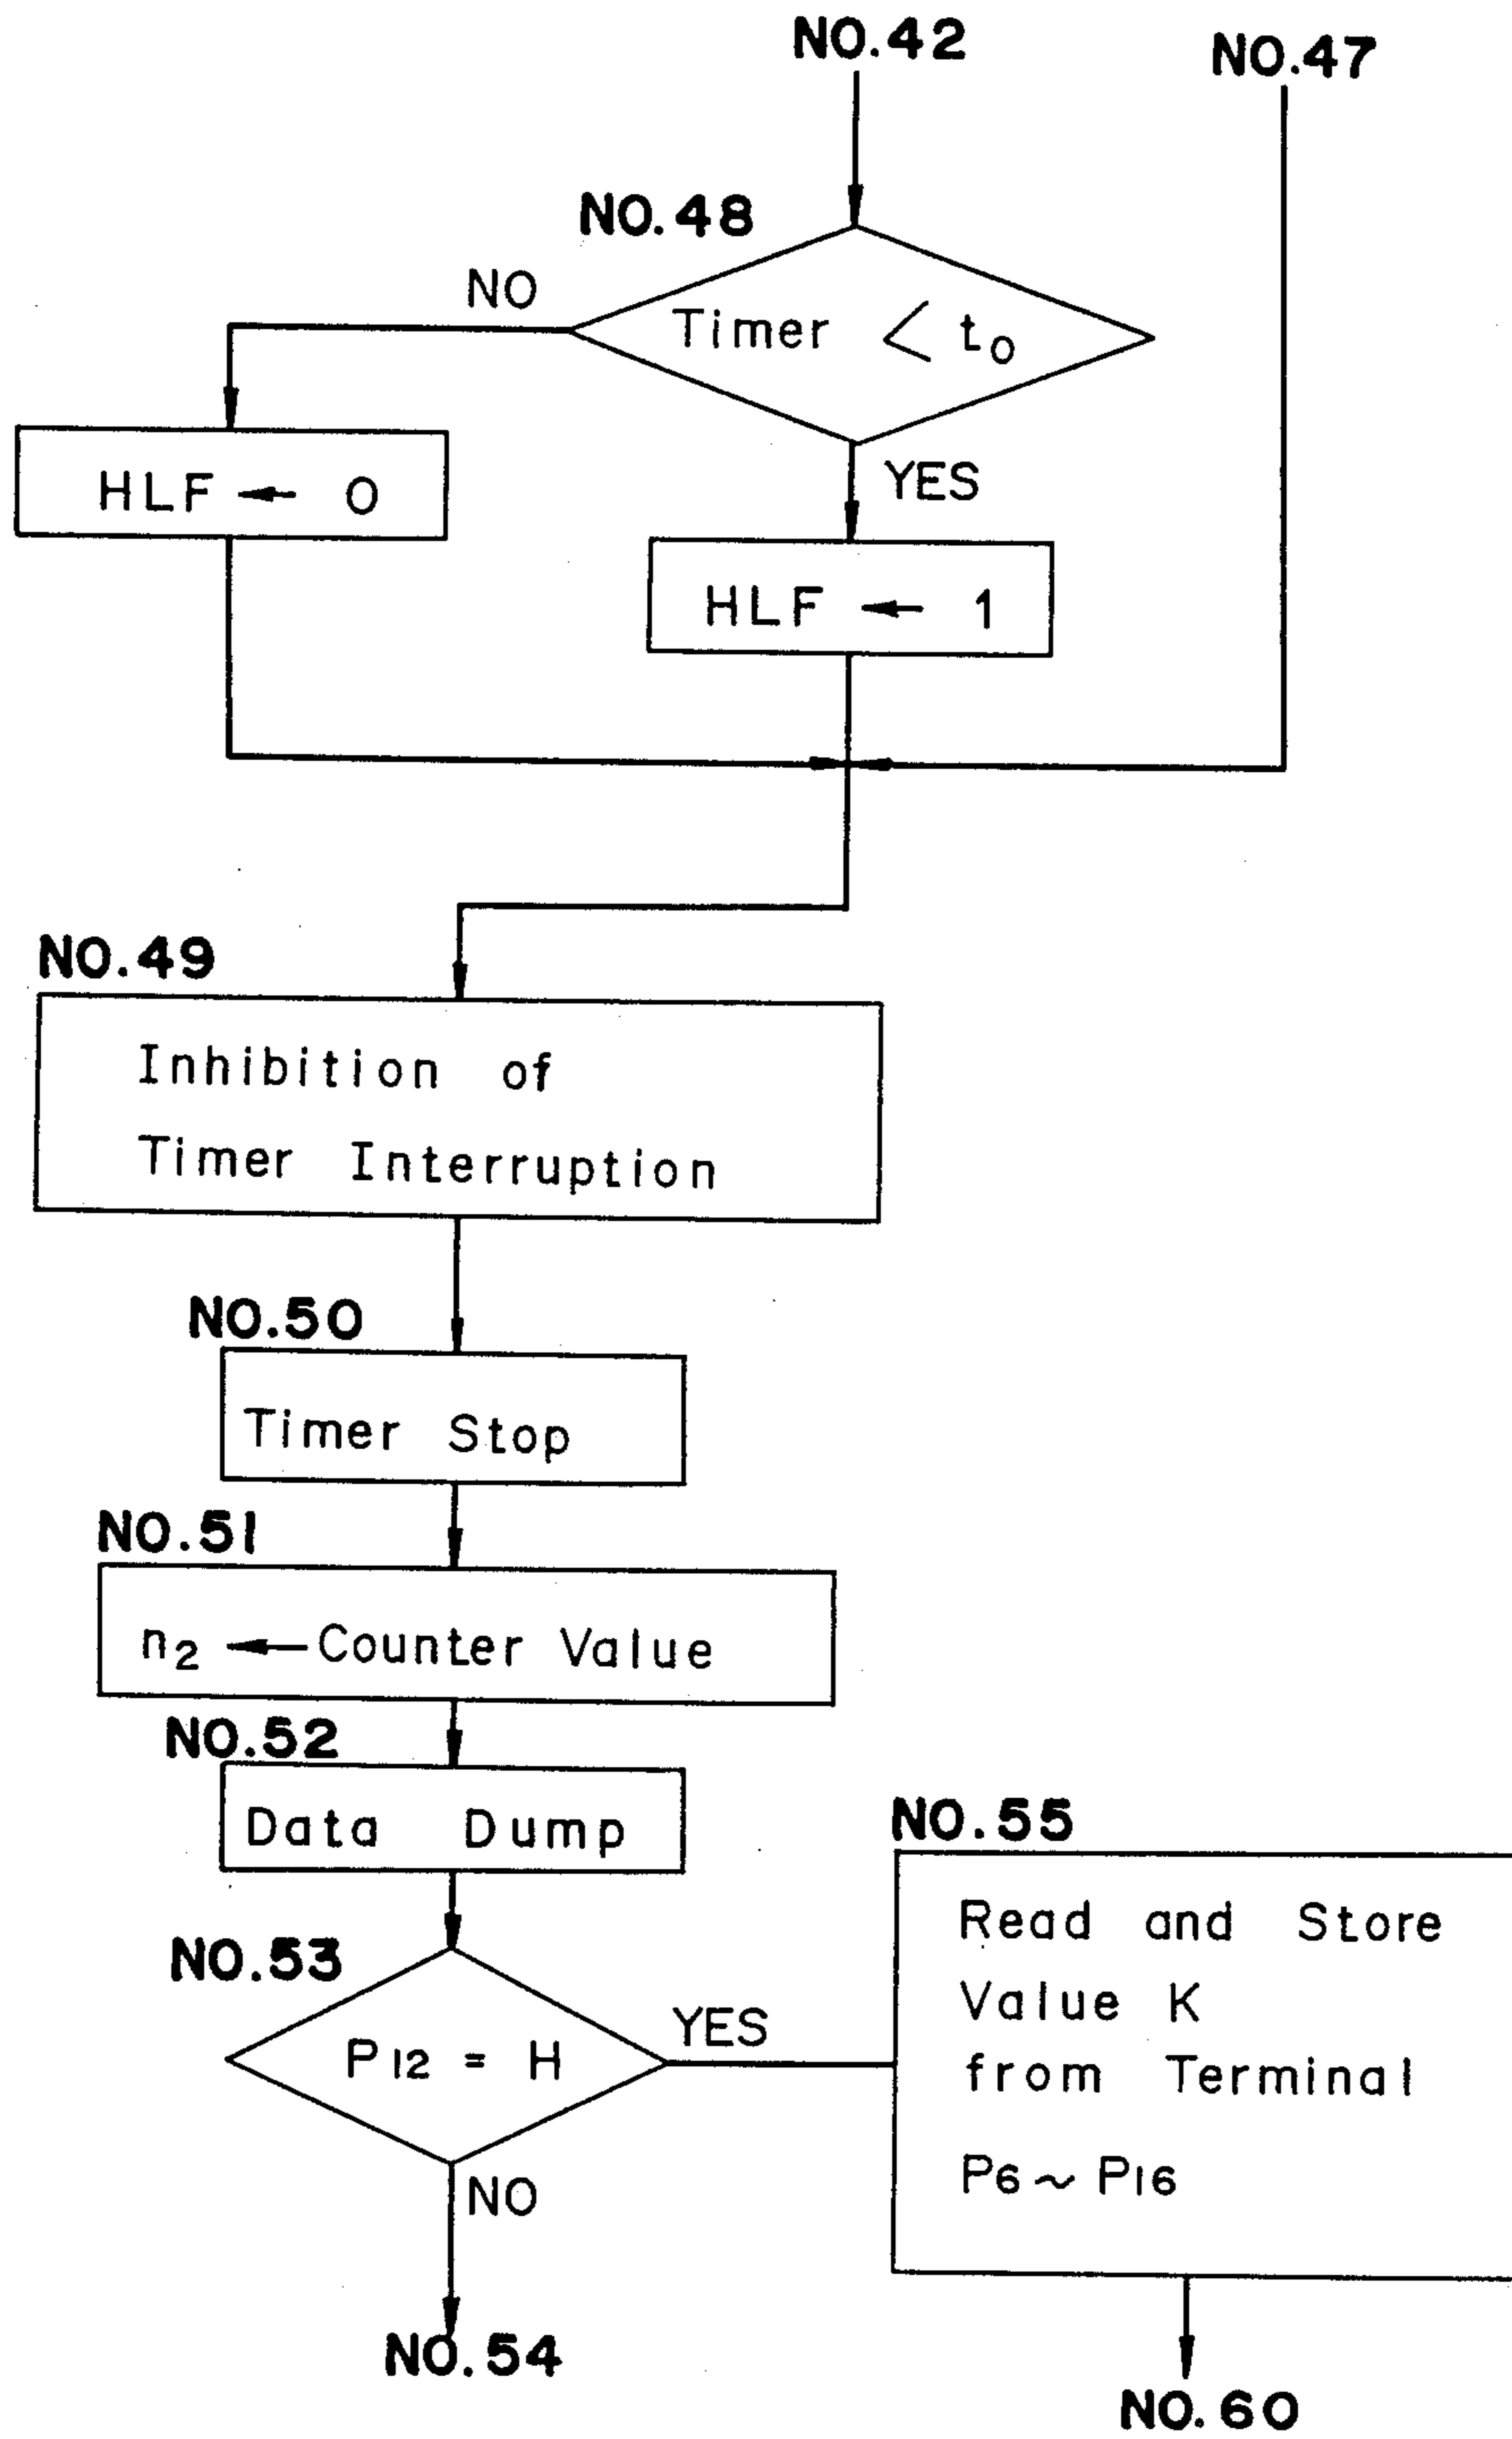 NO.42
NO.47
NO.48
NO
Timer < t0
HLF ← 0
YES
HLF ← 1
NO.49
Inhibition of
Timer Interruption
NO.50
Timer Stop
NO.51
n2 ← Counter Value
NO.52
Data Dump
NO.55
Read and Store
Value K
from Terminal
P6 ~ P16
NO.53
P12 = H
YES
NO
NO.54
NO.60